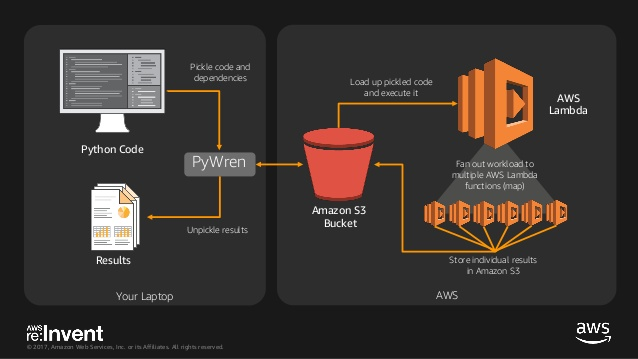 Pickle code and
dependencies
Python Code
PyWren
Unpickle results
Results
Your Laptop
Load up pickled code
and execute it
AWS
Lambda
Amazon S3
Bucket
Fan out workload to
multiple AWS Lambda
functions (map)
Store individual results
in Amazon S3
AWS
AWS
re:Invent
© 2017, Amazon Web Services, Inc. or its Affiliates. All rights reserved.
aws